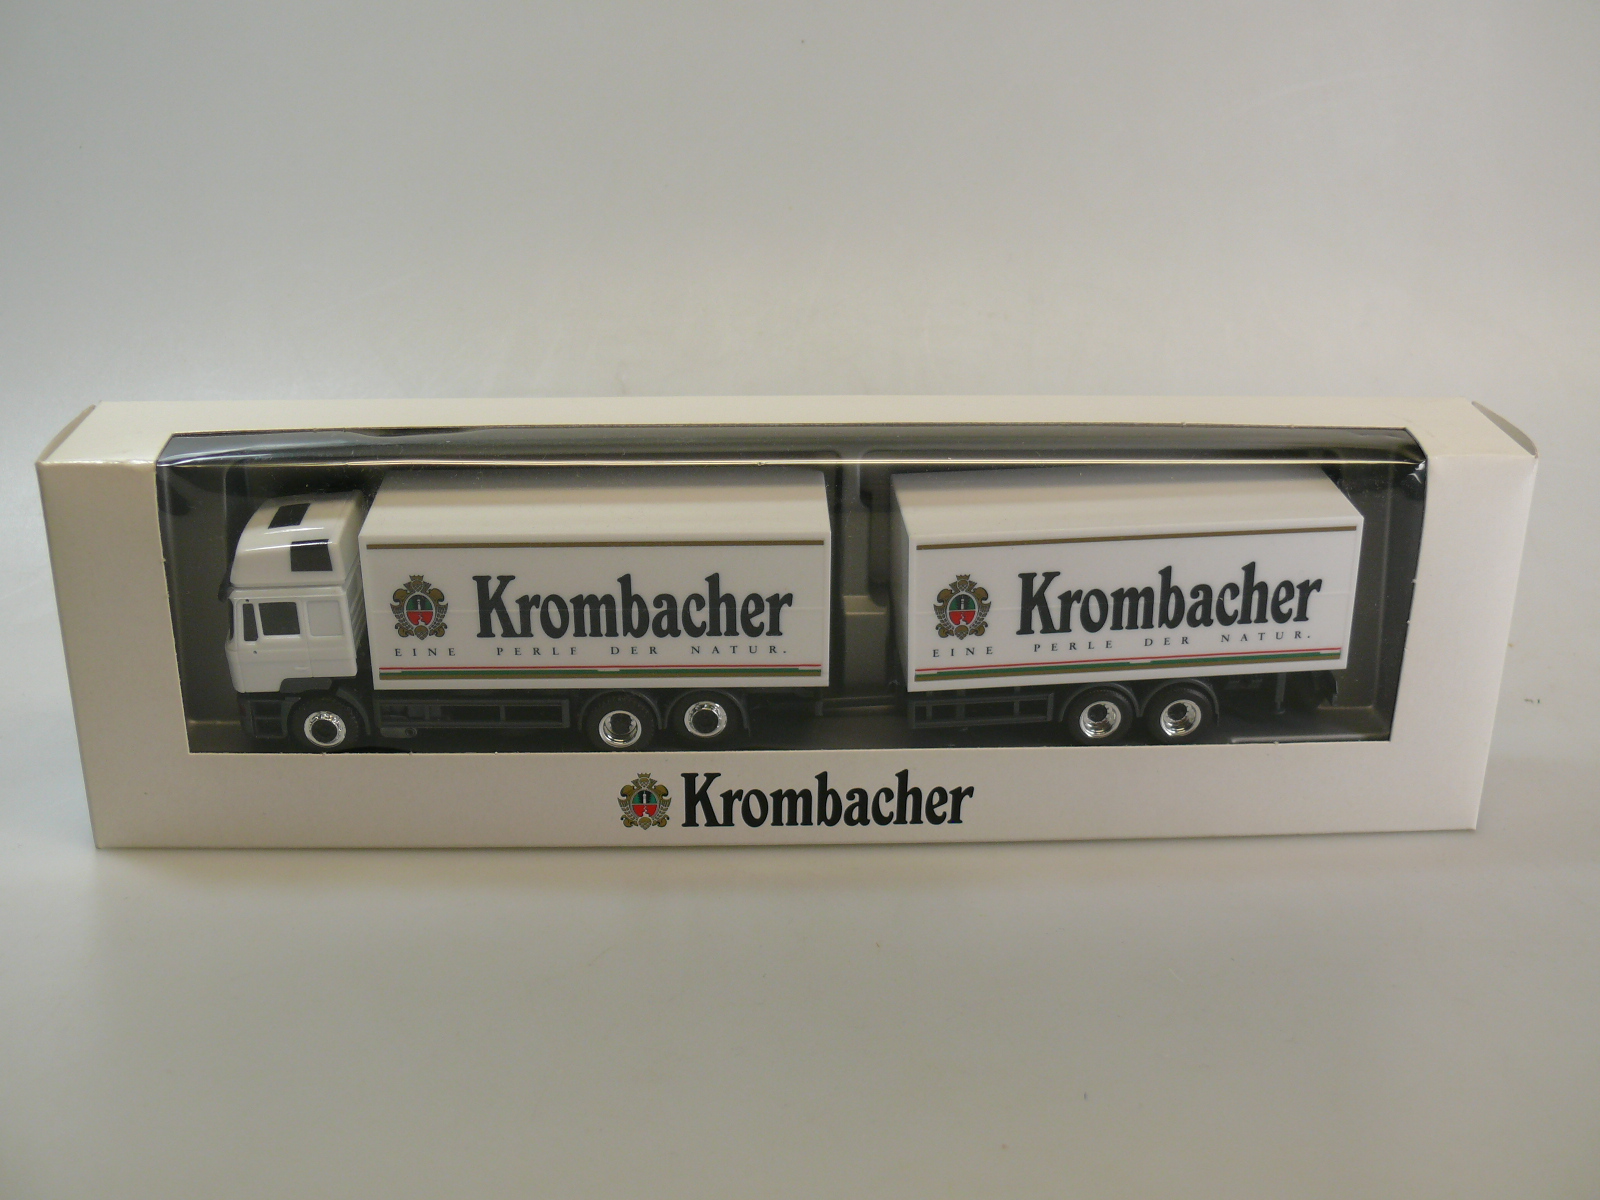 Krombacher
EINE PERLE DER NATUR.
Krombacher
EINE PERLE DER NATUR.
Krombacher